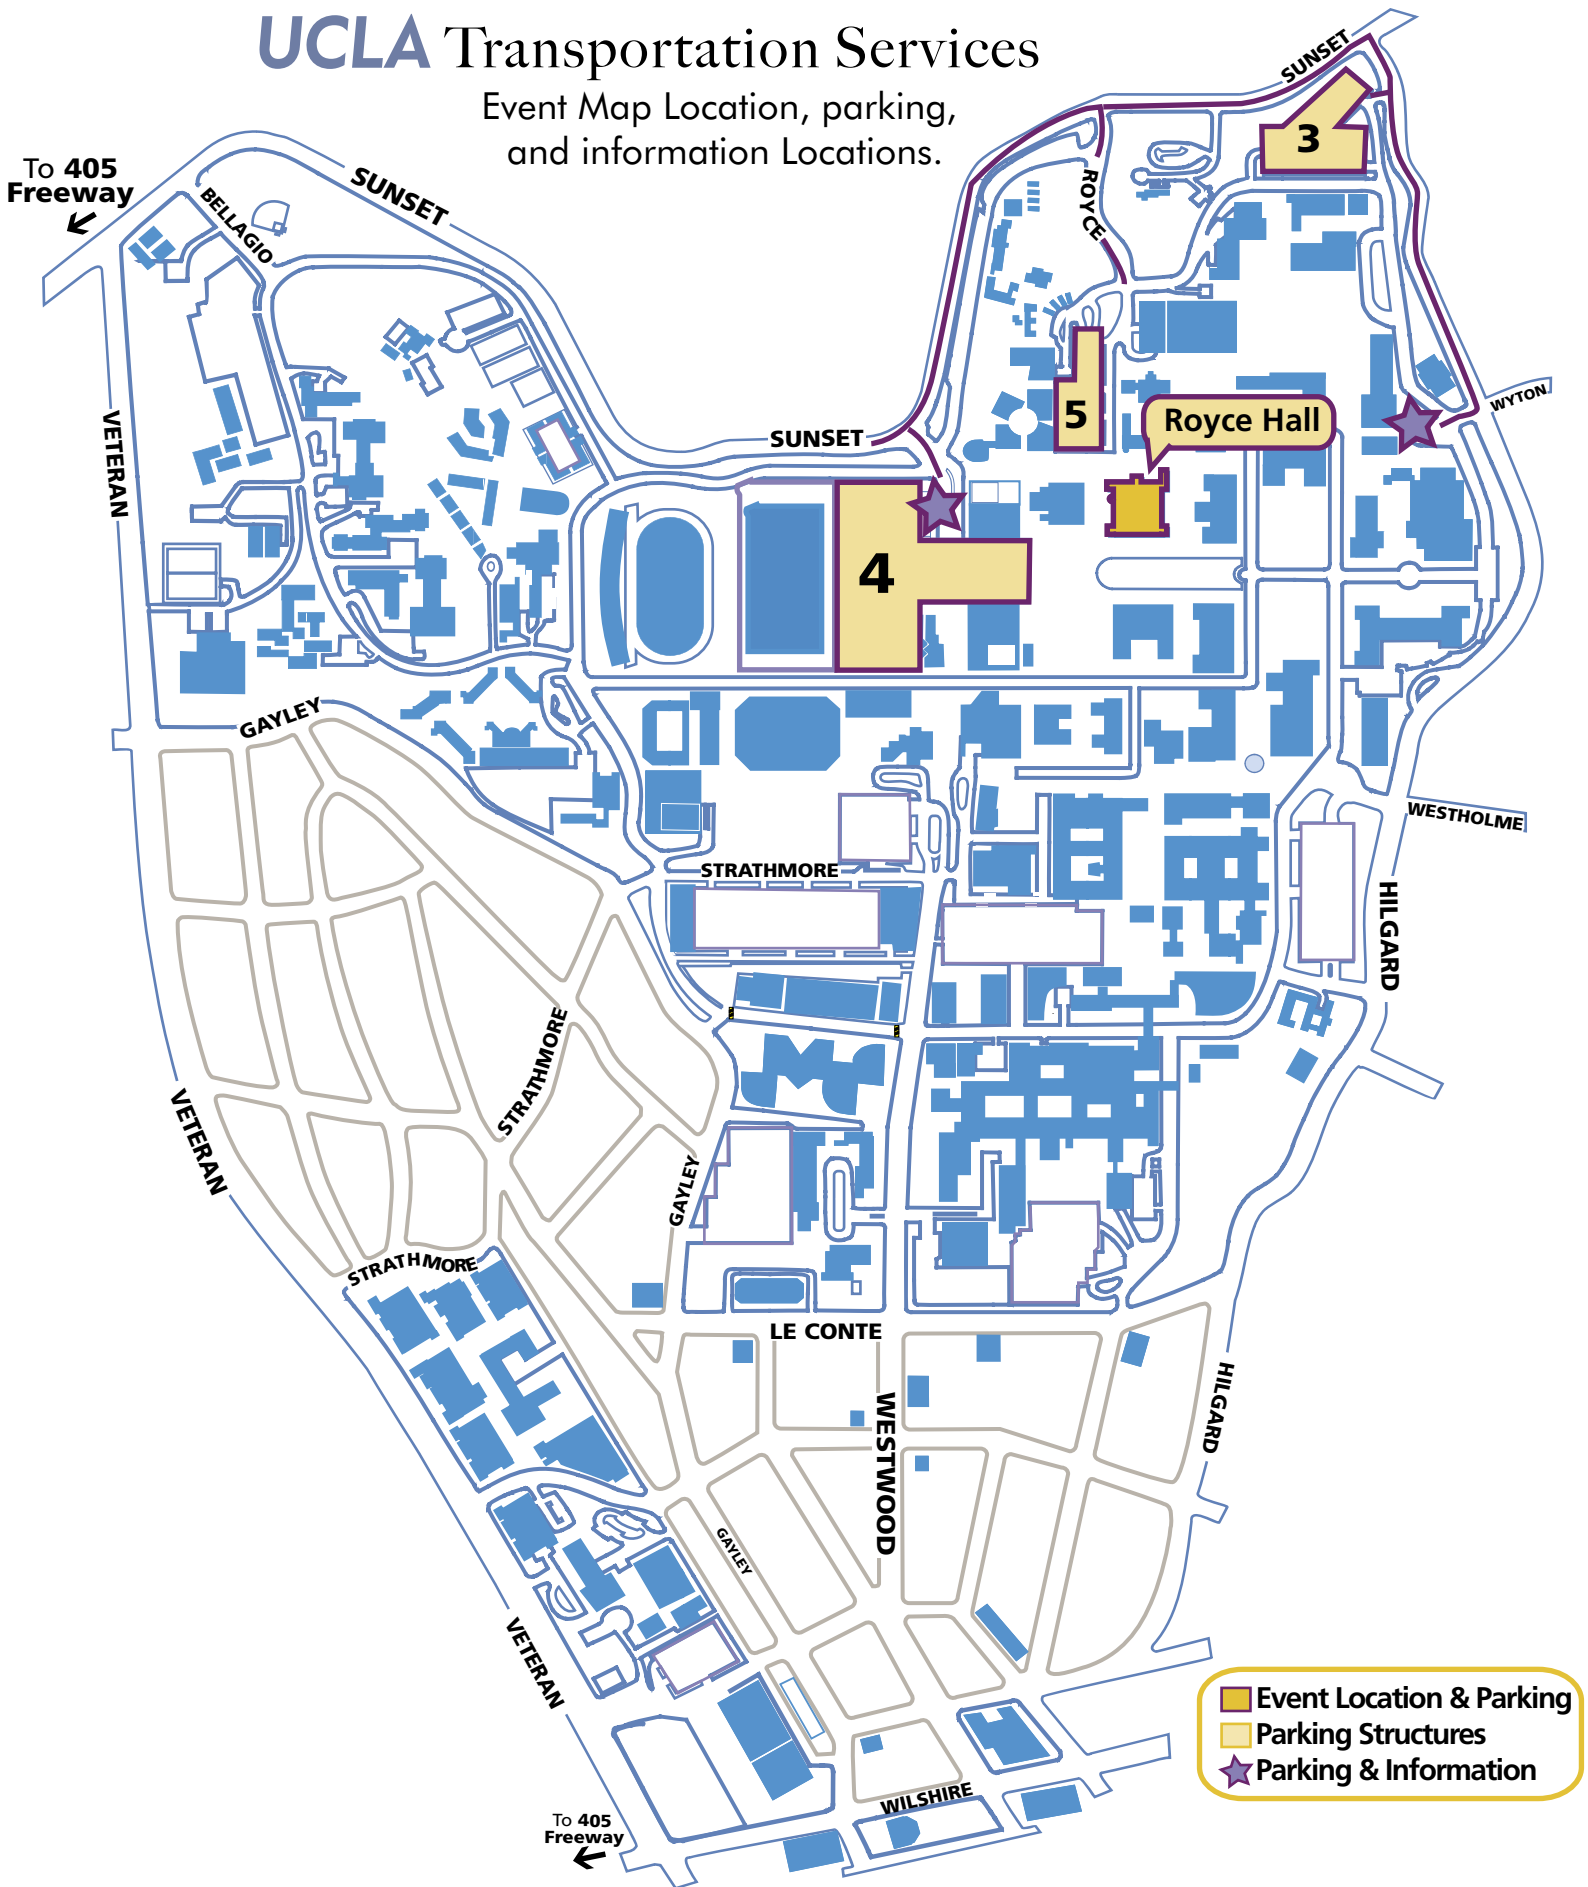 UCLA Transportation Services
Event Map Location, parking,
and information Locations.
To 405
Freeway
SUNSET
BELLAGIO
SUNSET
ROYCE
3
VETERAN
SUNSET
5
Royce Hall
WYTON
4
GAYLEY
STRATHMORE
WESTHOLME
HILGARD
STRATHMORE
VETERAN
GAYLEY
STRATHMORE
LE CONTE
WESTWOOD
HILGARD
GAYLEY
VETERAN
WILSHIRE
To 405
Freeway
Event Location & Parking
Parking Structures
Parking & Information